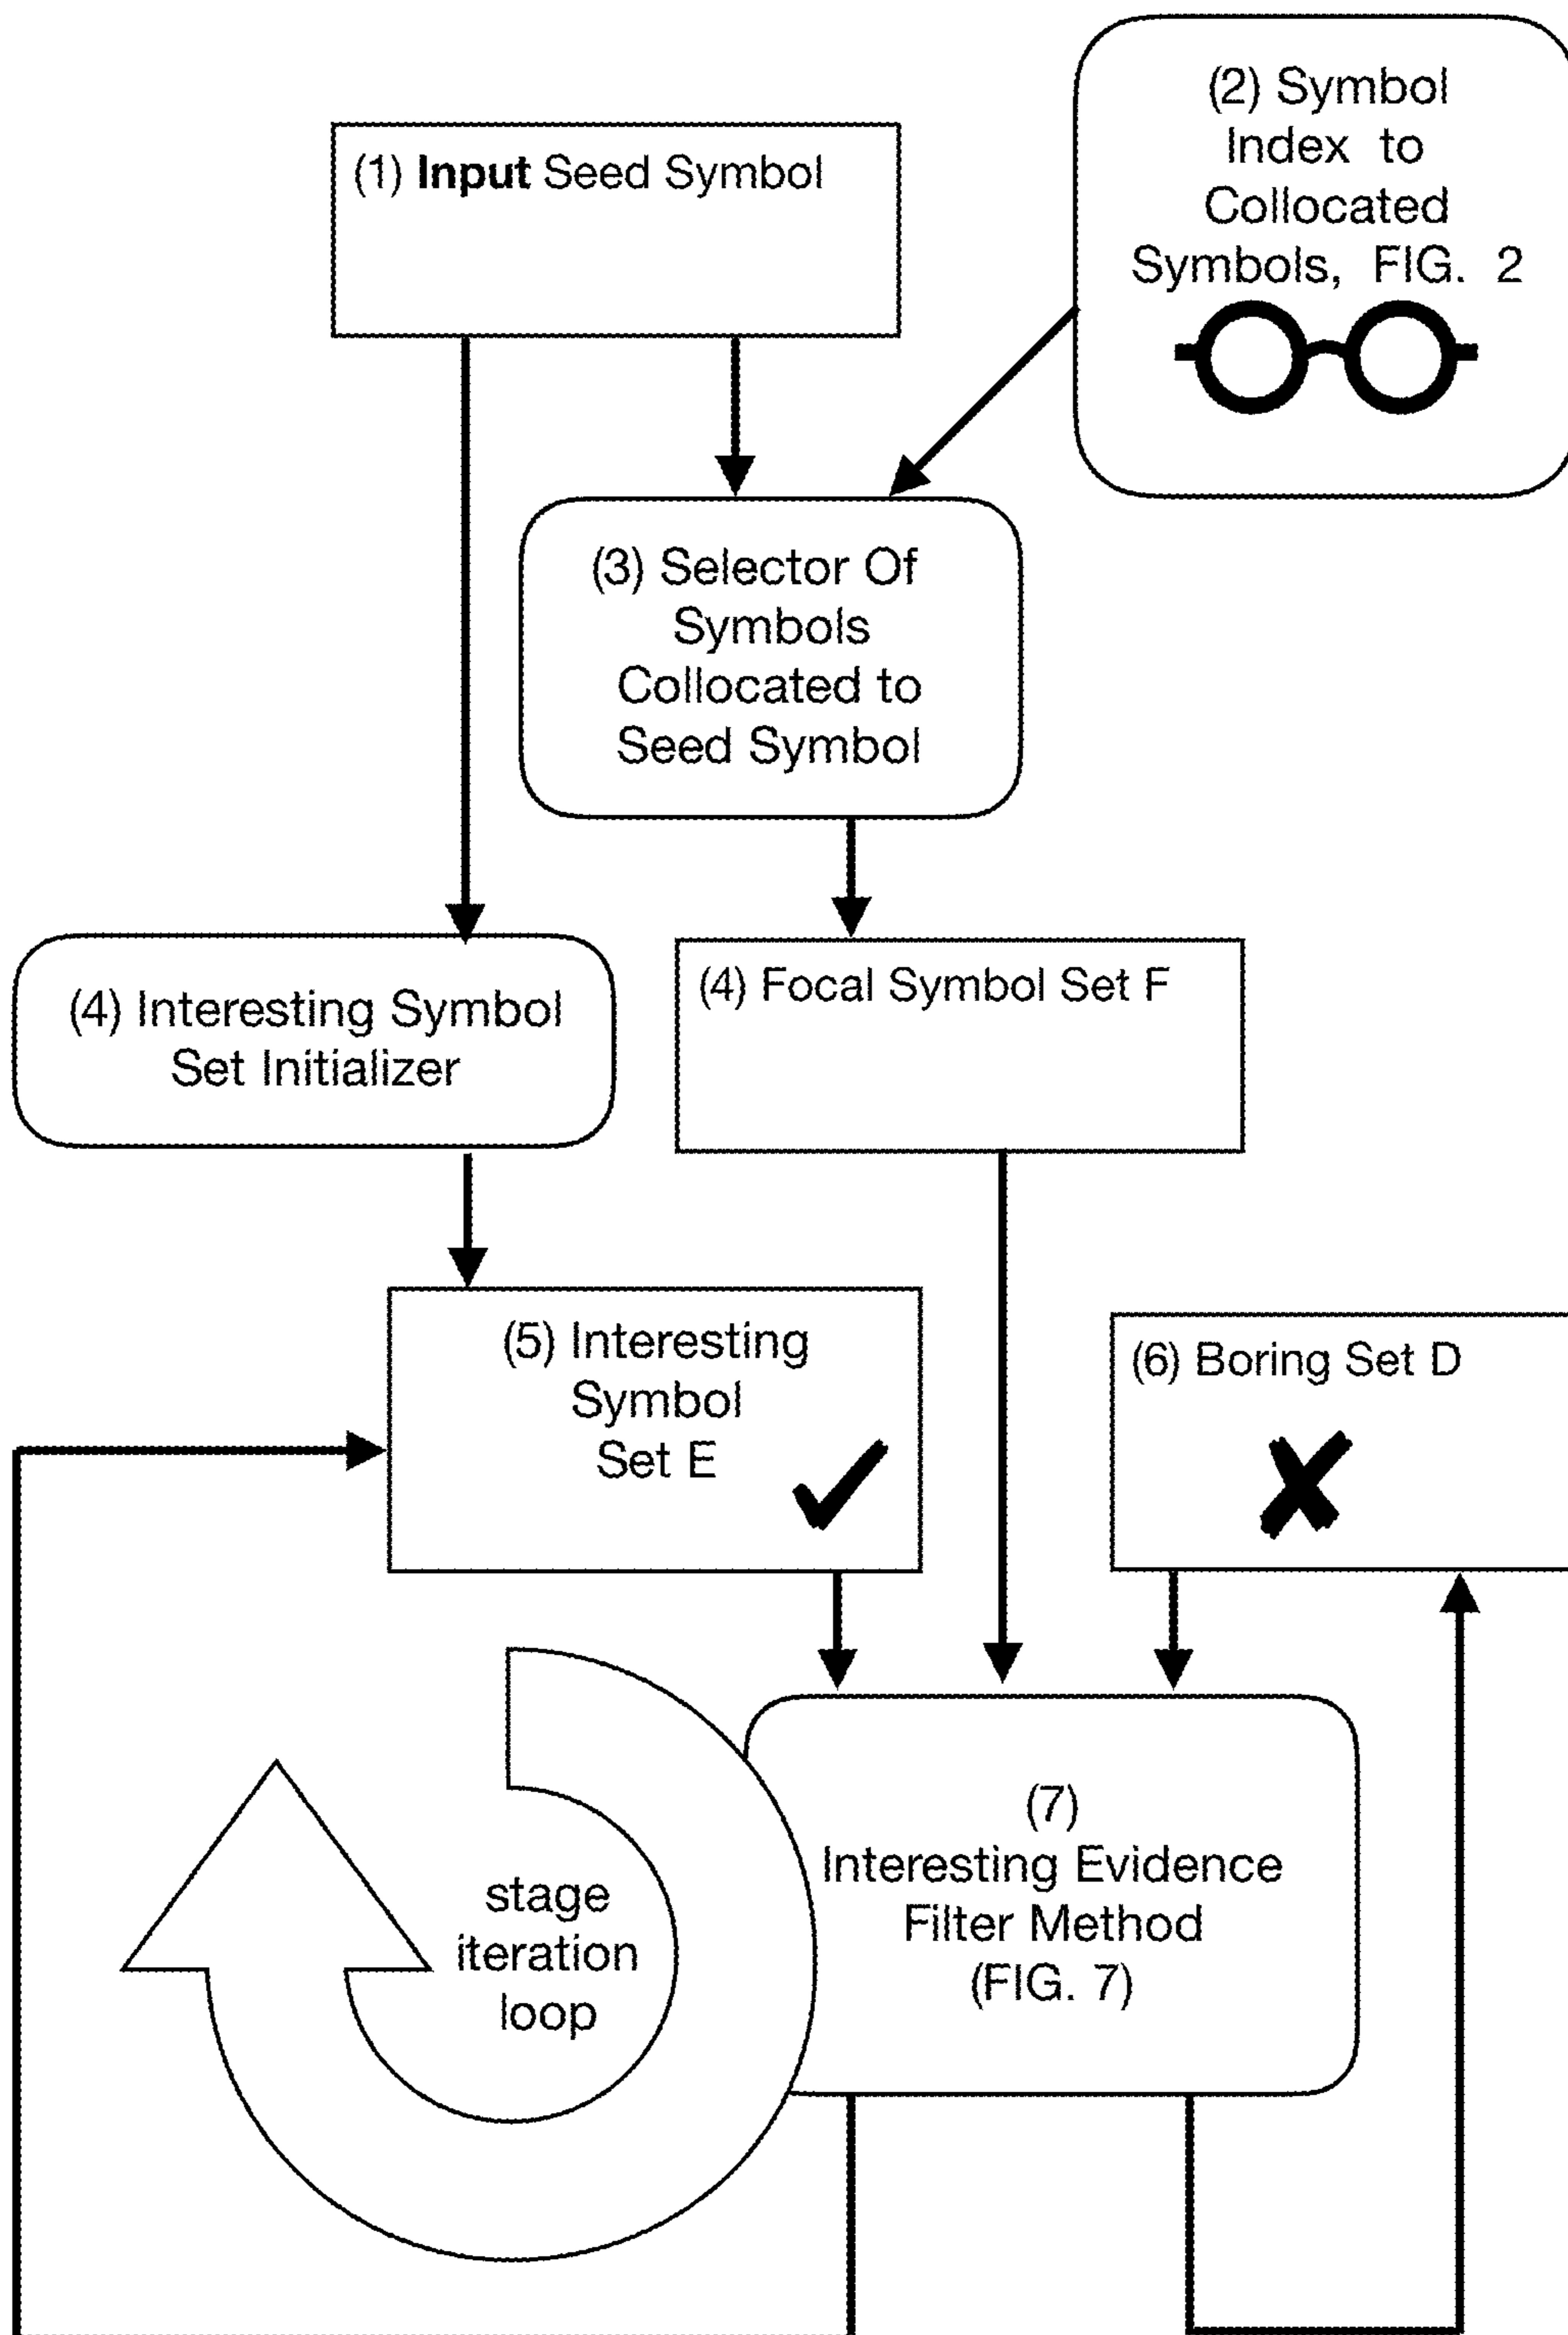 (1) Input Seed Symbol
(2) Symbol
Index to
Collocated
Symbols, FIG. 2
(3) Selector Of
Symbols
Collocated to
Seed Symbol
(4) Interesting Symbol
Set Initializer
(4) Focal Symbol Set F
(5) Interesting
Symbol
Set E
(6) Boring Set D
stage
iteration
loop
(7)
Interesting Evidence
Filter Method
(FIG. 7)